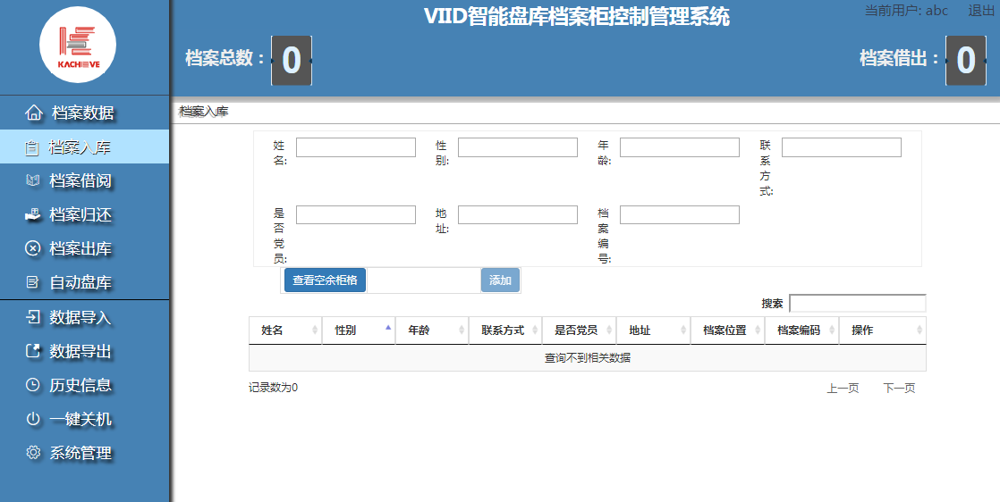 VIID智能盘库档案柜控制管理系统
当前用户: abc 退出
KACHIEVE
档案总数： 0
档案借出： 0
档案数据
档案入库
档案借阅
档案归还
档案出库
自动盘库
数据导入
数据导出
历史信息
一键关机
系统管理
档案入库
姓名: 性别: 年龄: 联系方式:
是否党员: 地址: 档案编号:
查看空余柜格 添加
搜索
姓名 性别 年龄 联系方式 是否党员 地址 档案位置 档案编码 操作
查询不到相关数据
记录数为0 上一页 下一页